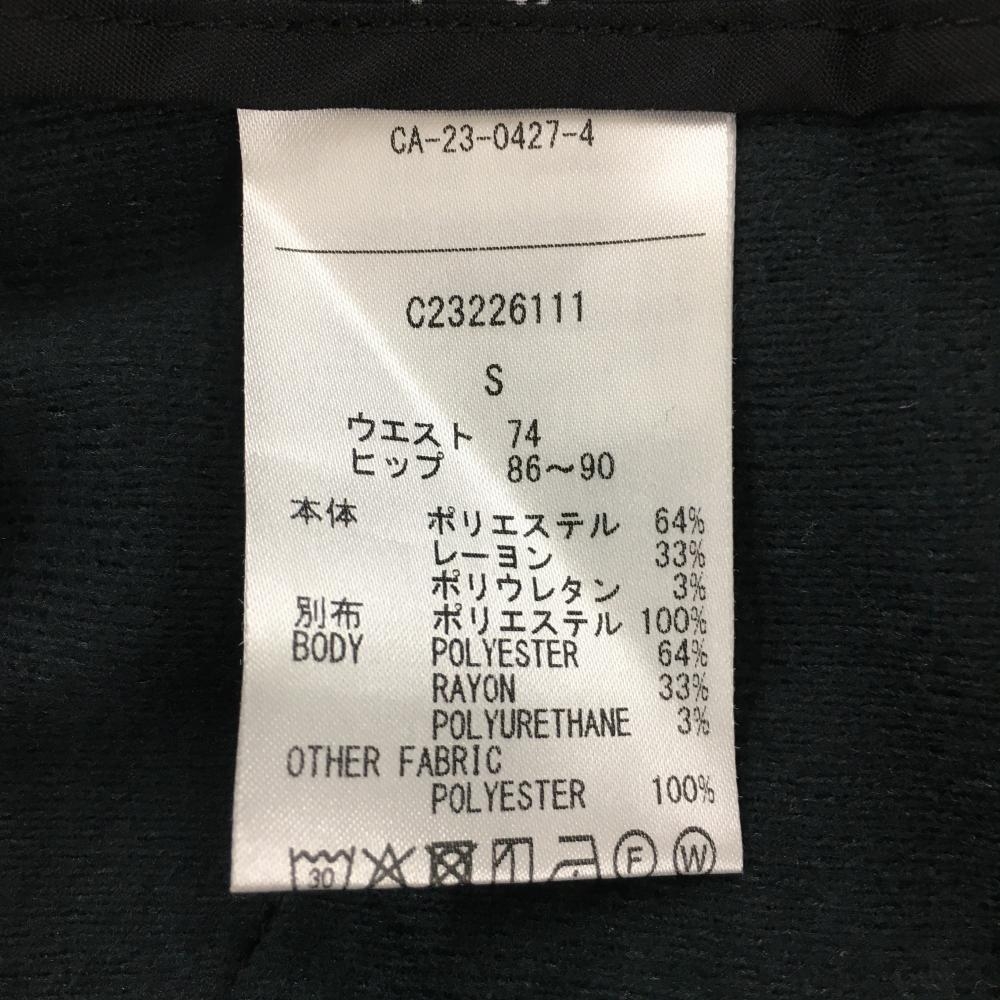 CA-23-0427-4
C23226111
S
ウエスト 74
ヒップ 86～90
本体 ポリエステル 64%
レーヨン 33%
ポリウレタン 3%
別布 ポリエステル 100%
BODY POLYESTER 64%
RAYON 33%
POLYURETHANE 3%
OTHER FABRIC
POLYESTER 100%
30 F W